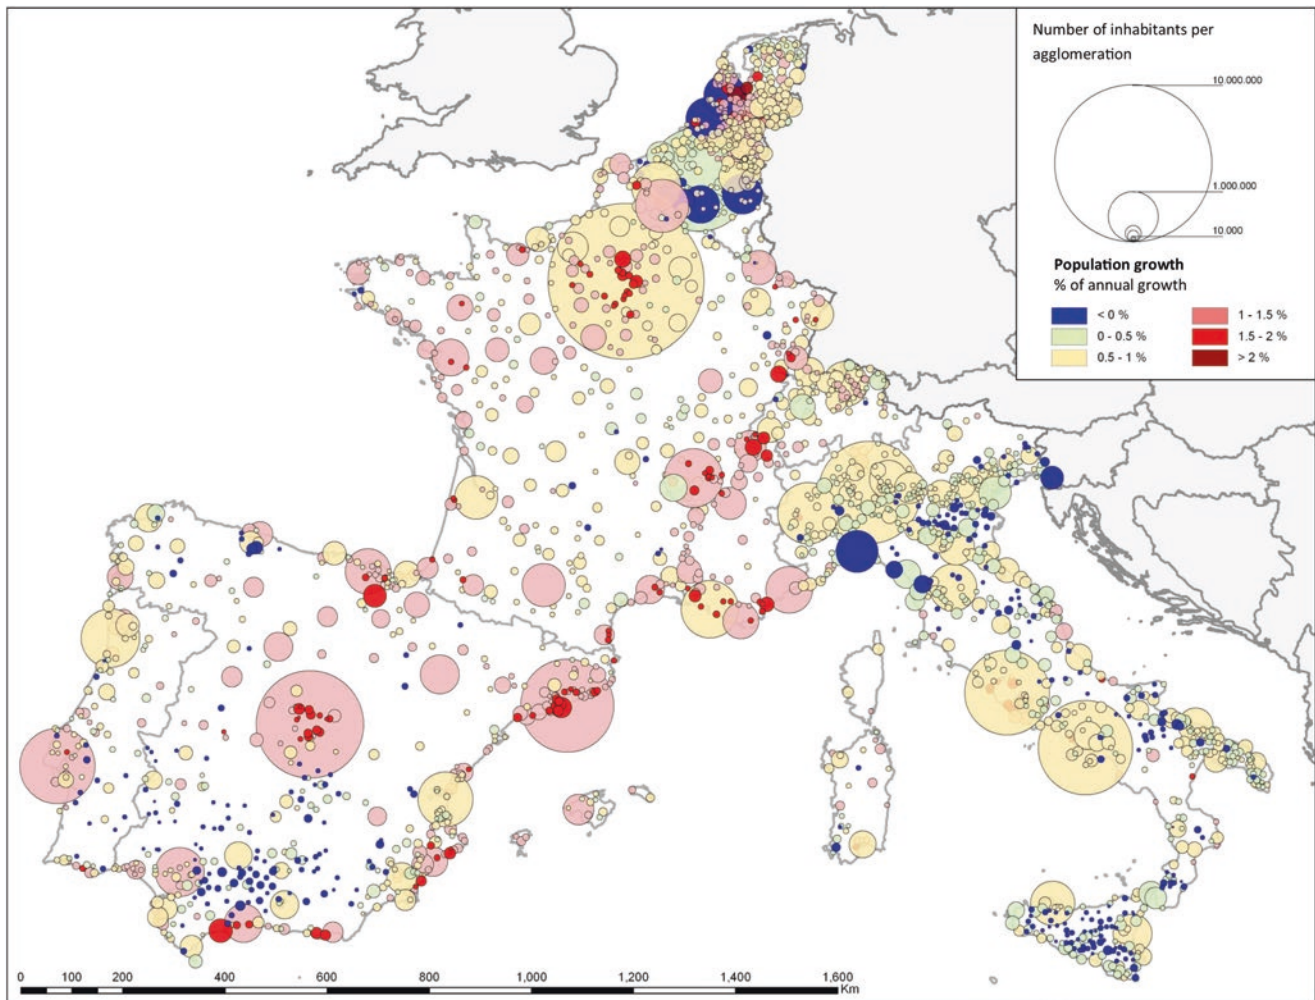 Number of inhabitants per
agglomeration
10.000.000
1.000.000
10.000
Population growth
% of annual growth
< 0 %
1 - 1.5 %
0 - 0.5 %
1.5 - 2 %
0.5 - 1 %
> 2 %
0 100 200 400 600 800 1,000 1,200 1,400 1,600
Km